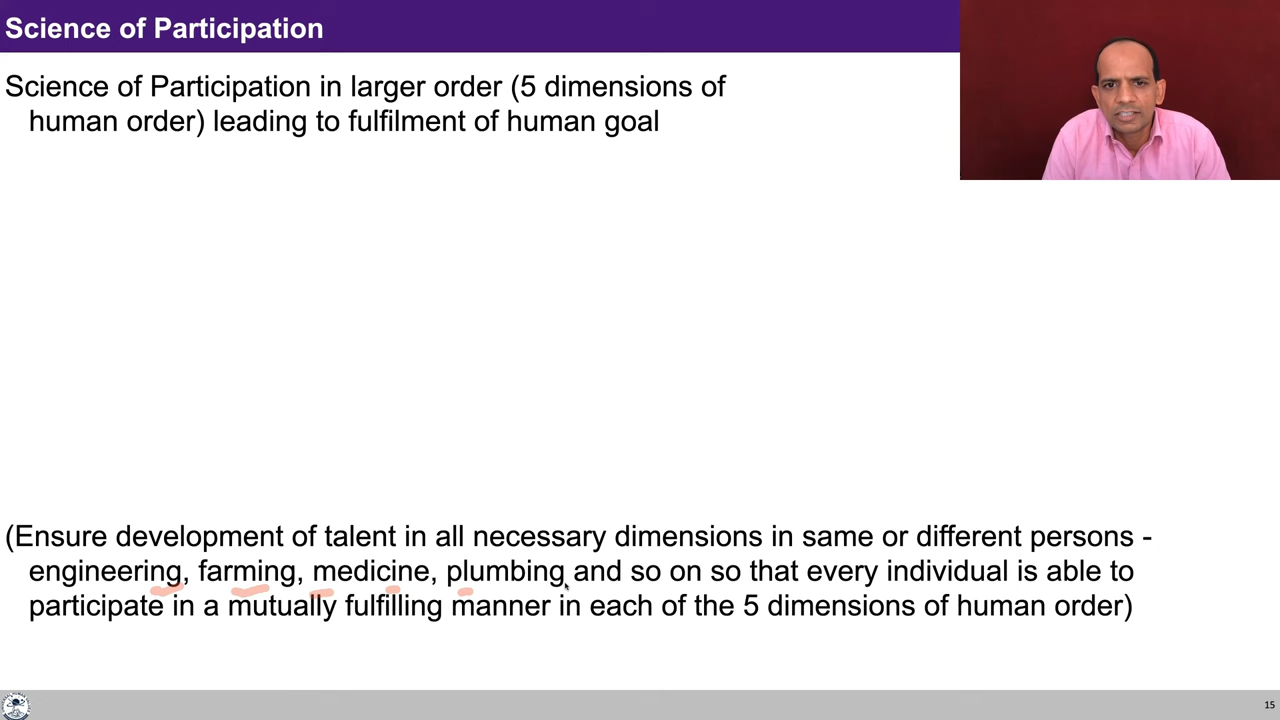 Science of Participation
Science of Participation in larger order (5 dimensions of
human order) leading to fulfilment of human goal
(Ensure development of talent in all necessary dimensions in same or different persons -
engineering, farming, medicine, plumbing and so on so that every individual is able to
participate in a mutually fulfilling manner in each of the 5 dimensions of human order)
15